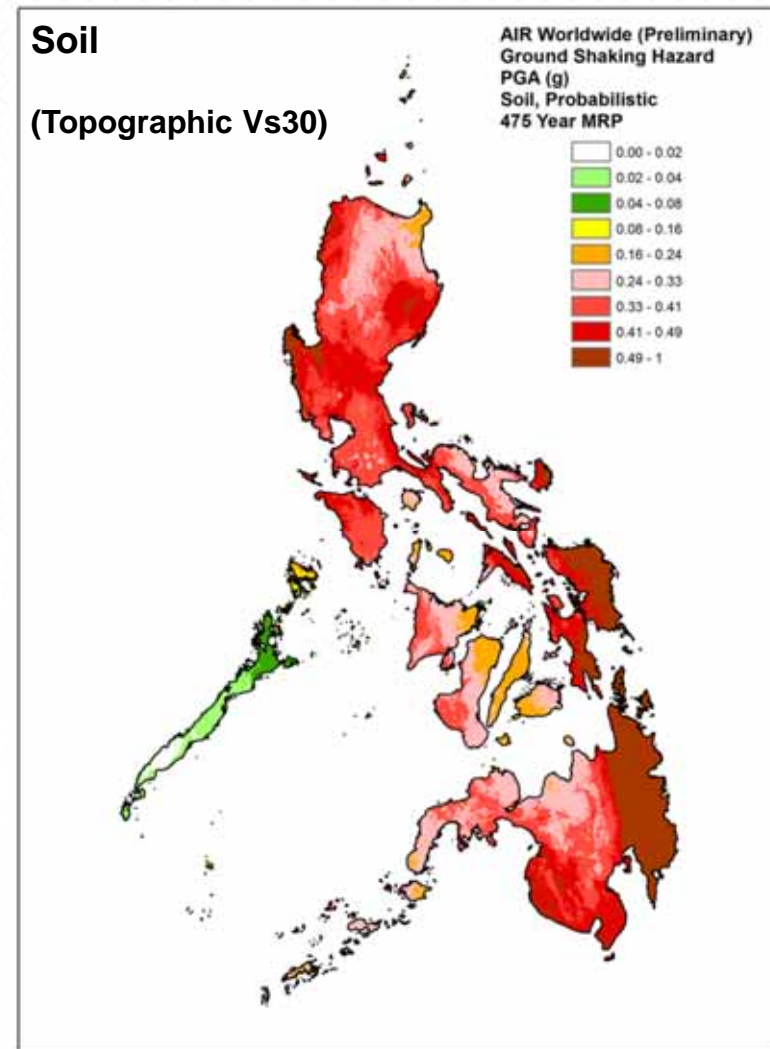 Soil
(Topographic Vs30)
AIR Worldwide (Preliminary)
Ground Shaking Hazard
PGA (g)
Soil, Probabilistic
475 Year MRP
0.00 - 0.02
0.02 - 0.04
0.04 - 0.08
0.08 - 0.16
0.16 - 0.24
0.24 - 0.33
0.33 - 0.41
0.41 - 0.49
0.49 - 1